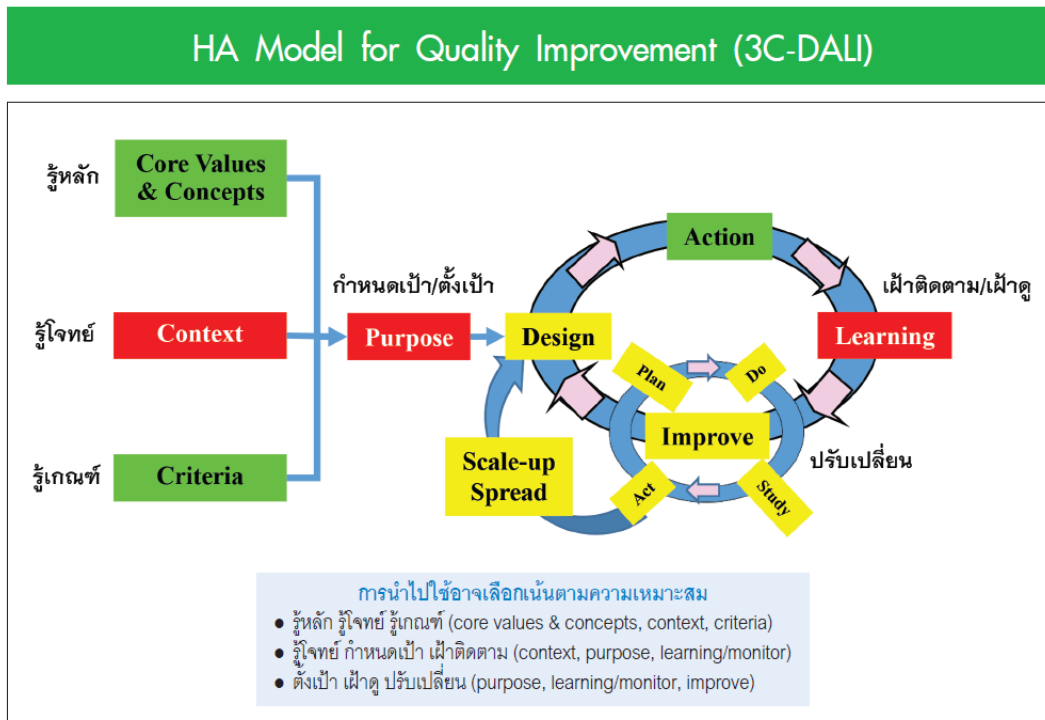 HA Model for Quality Improvement (3C-DALI)
รู้หลัก
Core Values
& Concepts
รู้โจทย์
Context
รู้เกณฑ์
Criteria
กำหนดเป้า/ตั้งเป้า
Purpose
Design
Action
เฝ้าติดตาม/เฝ้าดู
Learning
Plan
Do
Improve
ปรับเปลี่ยน
Study
Act
Scale-up
Spread
การนำไปใช้อาจเลือกเน้นตามความเหมาะสม
● รู้หลัก รู้โจทย์ รู้เกณฑ์ (core values & concepts, context, criteria)
● รู้โจทย์ กำหนดเป้า เฝ้าติดตาม (context, purpose, learning/monitor)
● ตั้งเป้า เฝ้าดู ปรับเปลี่ยน (purpose, learning/monitor, improve)